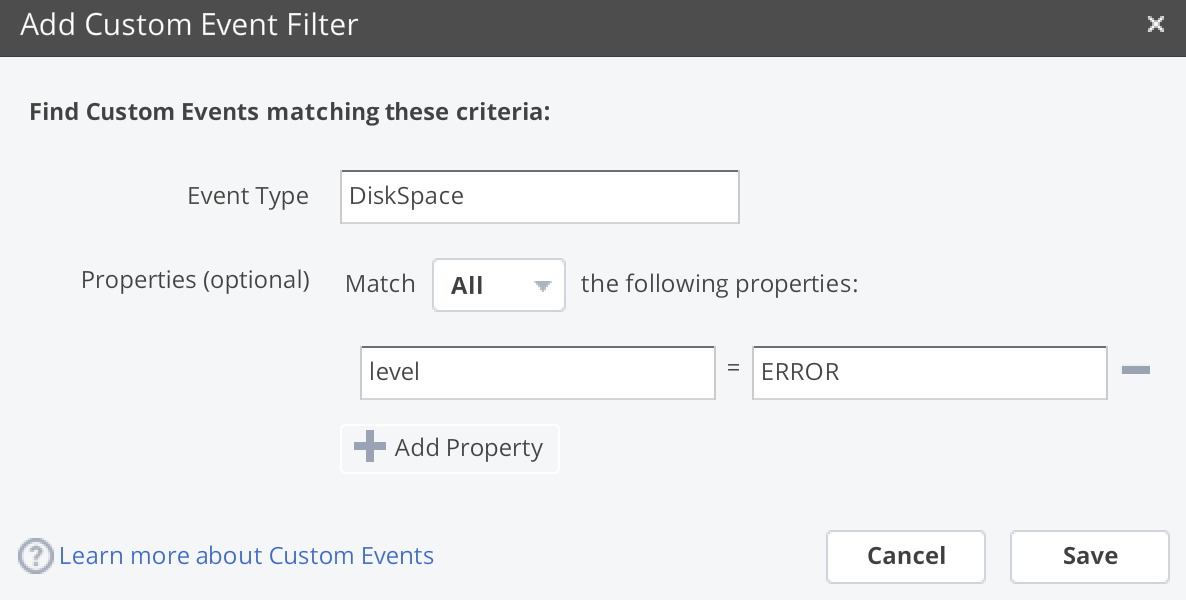 Add Custom Event Filter ×
Find Custom Events matching these criteria:
Event Type DiskSpace
Properties (optional) Match All the following properties:
level = ERROR
Add Property
? Learn more about Custom Events Cancel Save